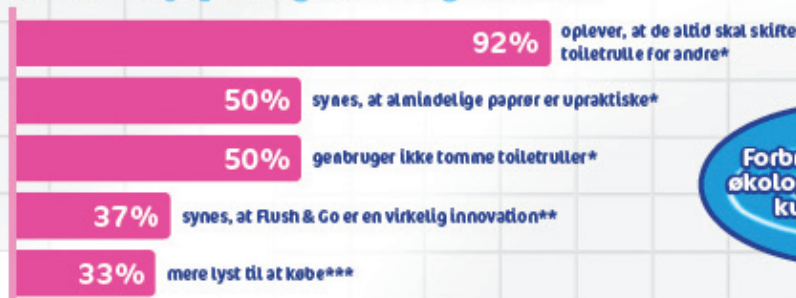 92%
oplever, at de altid skal skifte
toiletrulle for andre*
50%
synes, at almindelige paprør er upraktiske*
50%
genbruger ikke tomme toiletruller*
37%
synes, at Flush & Go er en virkelig innovation**
33%
mere lyst til at købe***